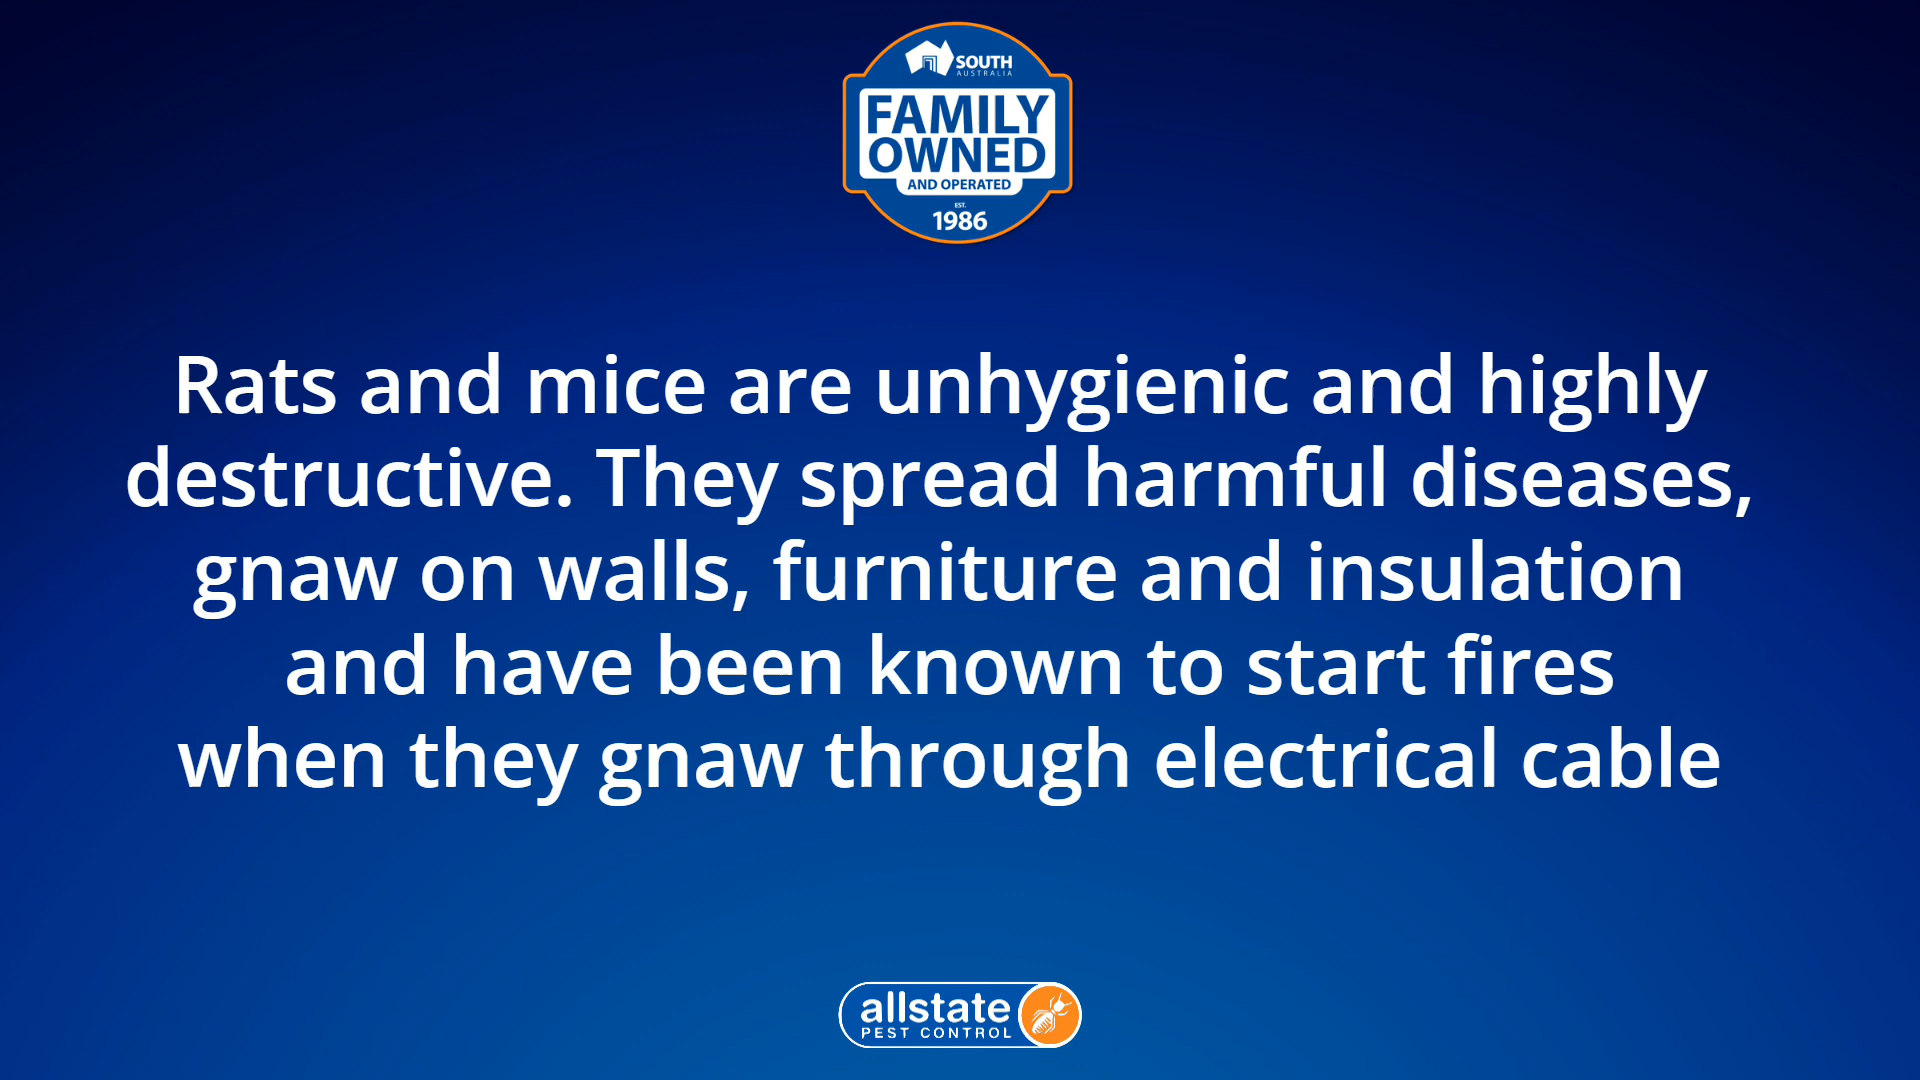 SOUTH
AUSTRALIA
FAMILY
OWNED
AND OPERATED
EST.
1986
Rats and mice are unhygienic and highly
destructive. They spread harmful diseases,
gnaw on walls, furniture and insulation
and have been known to start fires
when they gnaw through electrical cable
allstate
PEST CONTROL